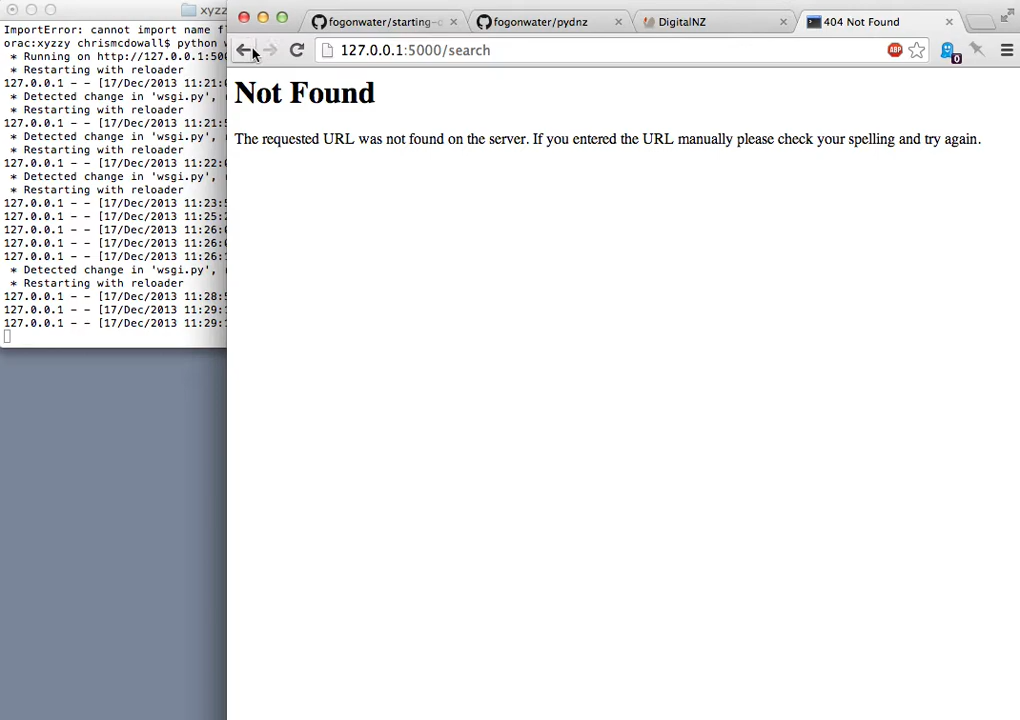 xyzz
ImportError: cannot import name f
orac:xyzzy chrismcdowall$ python w
* Running on http://127.0.0.1:500
* Restarting with reloader
127.0.0.1 - - [17/Dec/2013 11:21:
* Detected change in 'wsgi.py',
* Restarting with reloader
127.0.0.1 - - [17/Dec/2013 11:21:5
* Detected change in 'wsgi.py',
* Restarting with reloader
127.0.0.1 - - [17/Dec/2013 11:22:
* Detected change in 'wsgi.py',
* Restarting with reloader
127.0.0.1 - - [17/Dec/2013 11:23:5
127.0.0.1 - - [17/Dec/2013 11:25:2
127.0.0.1 - - [17/Dec/2013 11:26:
127.0.0.1 - - [17/Dec/2013 11:26:
127.0.0.1 - - [17/Dec/2013 11:26:1
* Detected change in 'wsgi.py',
* Restarting with reloader
127.0.0.1 - - [17/Dec/2013 11:28:5
127.0.0.1 - - [17/Dec/2013 11:29:1
127.0.0.1 - - [17/Dec/2013 11:29:1
fogonwater/starting-
fogonwater/pydnz
DigitalNZ
404 Not Found
127.0.0.1:5000/search
ABP
0
Not Found
The requested URL was not found on the server. If you entered the URL manually please check your spelling and try again.